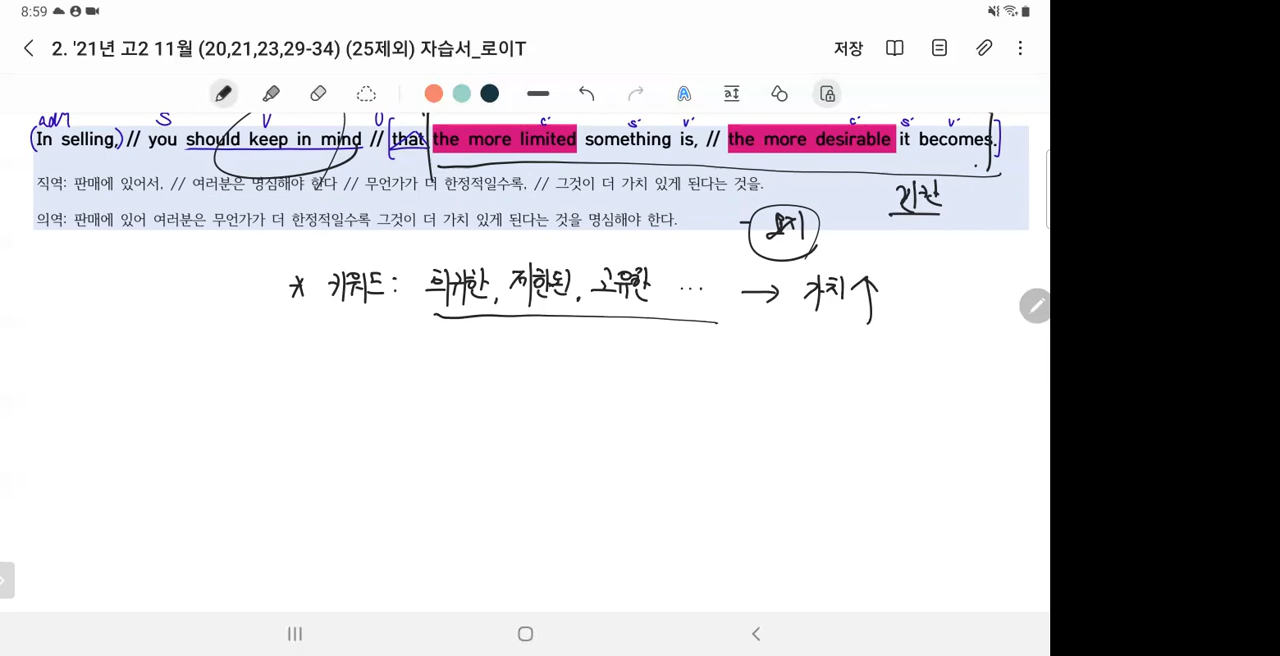 8:59
2. '21년 고2 11월 (20,21,23,29-34) (25제외) 자습서_로이T
저장
adv S V O c' s' v' c' s' v'
(In selling,) // you should keep in mind // [that the more limited something is, // the more desirable it becomes.]
직역: 판매에 있어서, // 여러분은 명심해야 한다 // 무언가가 더 한정적일수록, // 그것이 더 가치 있게 된다는 것을.
의역: 판매에 있어 여러분은 무언가가 더 한정적일수록 그것이 더 가치 있게 된다는 것을 명심해야 한다.
요지
* 키워드: 희귀한, 제한된, 고유한 ... → 가치↑